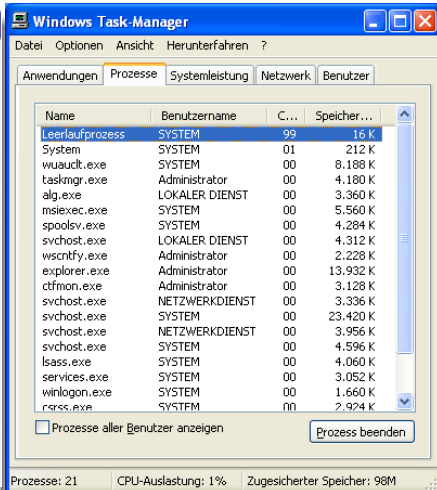 Windows Task-Manager
Datei Optionen Ansicht Herunterfahren ?
Anwendungen Prozesse Systemleistung Netzwerk Benutzer
Name Benutzername C... Speicher...
Leerlaufprozess SYSTEM 99 16 K
System SYSTEM 01 212 K
wuauclt.exe SYSTEM 00 8.188 K
taskmgr.exe Administrator 00 4.180 K
alg.exe LOKALER DIENST 00 3.360 K
msiexec.exe SYSTEM 00 5.560 K
spoolsv.exe SYSTEM 00 4.284 K
svchost.exe LOKALER DIENST 00 4.312 K
wscntfy.exe Administrator 00 2.228 K
explorer.exe Administrator 00 13.932 K
ctfmon.exe Administrator 00 3.128 K
svchost.exe NETZWERKDIENST 00 3.336 K
svchost.exe SYSTEM 00 23.420 K
svchost.exe NETZWERKDIENST 00 3.956 K
svchost.exe SYSTEM 00 4.596 K
lsass.exe SYSTEM 00 4.060 K
services.exe SYSTEM 00 3.052 K
winlogon.exe SYSTEM 00 1.660 K
csrss.exe SYSTEM 00 2.924 K
Prozesse aller Benutzer anzeigen
Prozess beenden
Prozesse: 21 CPU-Auslastung: 1% Zugesicherter Speicher: 98M